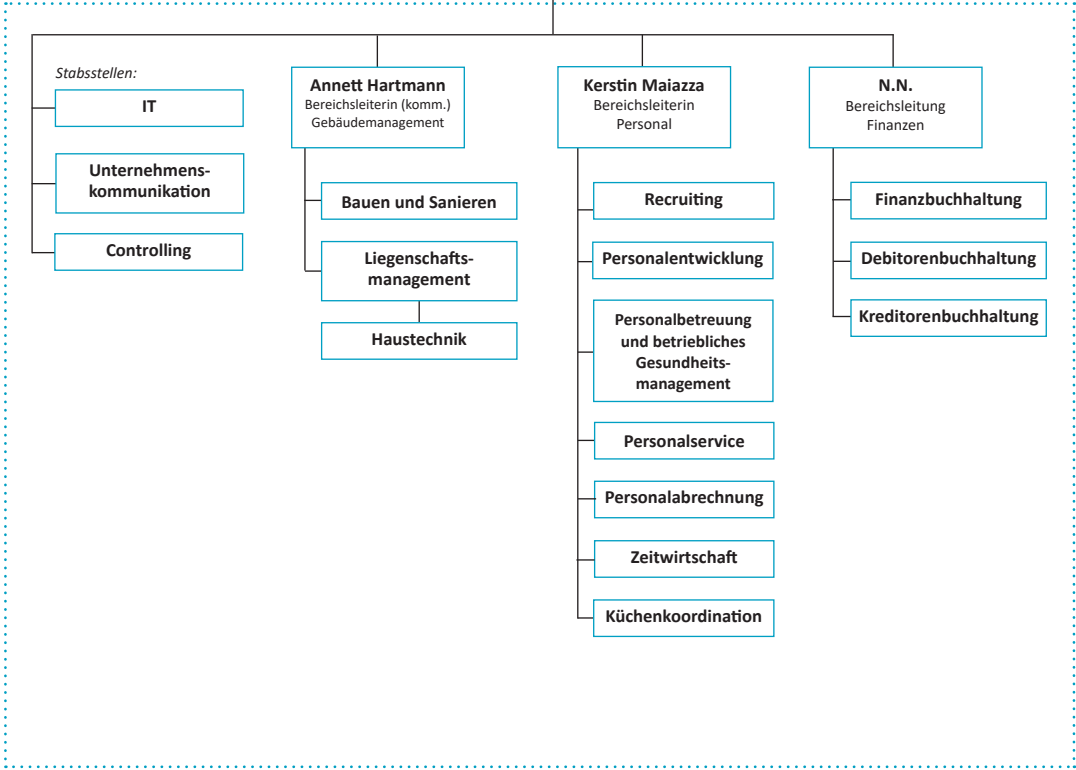 Stabsstellen:
IT
Unternehmens-
kommunikation
Controlling
Annett Hartmann
Bereichsleiterin (komm.)
Gebäudemanagement
Bauen und Sanieren
Liegenschafts-
management
Haustechnik
Kerstin Maiazza
Bereichsleiterin
Personal
Recruiting
Personalentwicklung
Personalbetreuung
und betriebliches
Gesundheits-
management
Personalservice
Personalabrechnung
Zeitwirtschaft
Küchenkoordination
N.N.
Bereichsleitung
Finanzen
Finanzbuchhaltung
Debitorenbuchhaltung
Kreditorenbuchhaltung